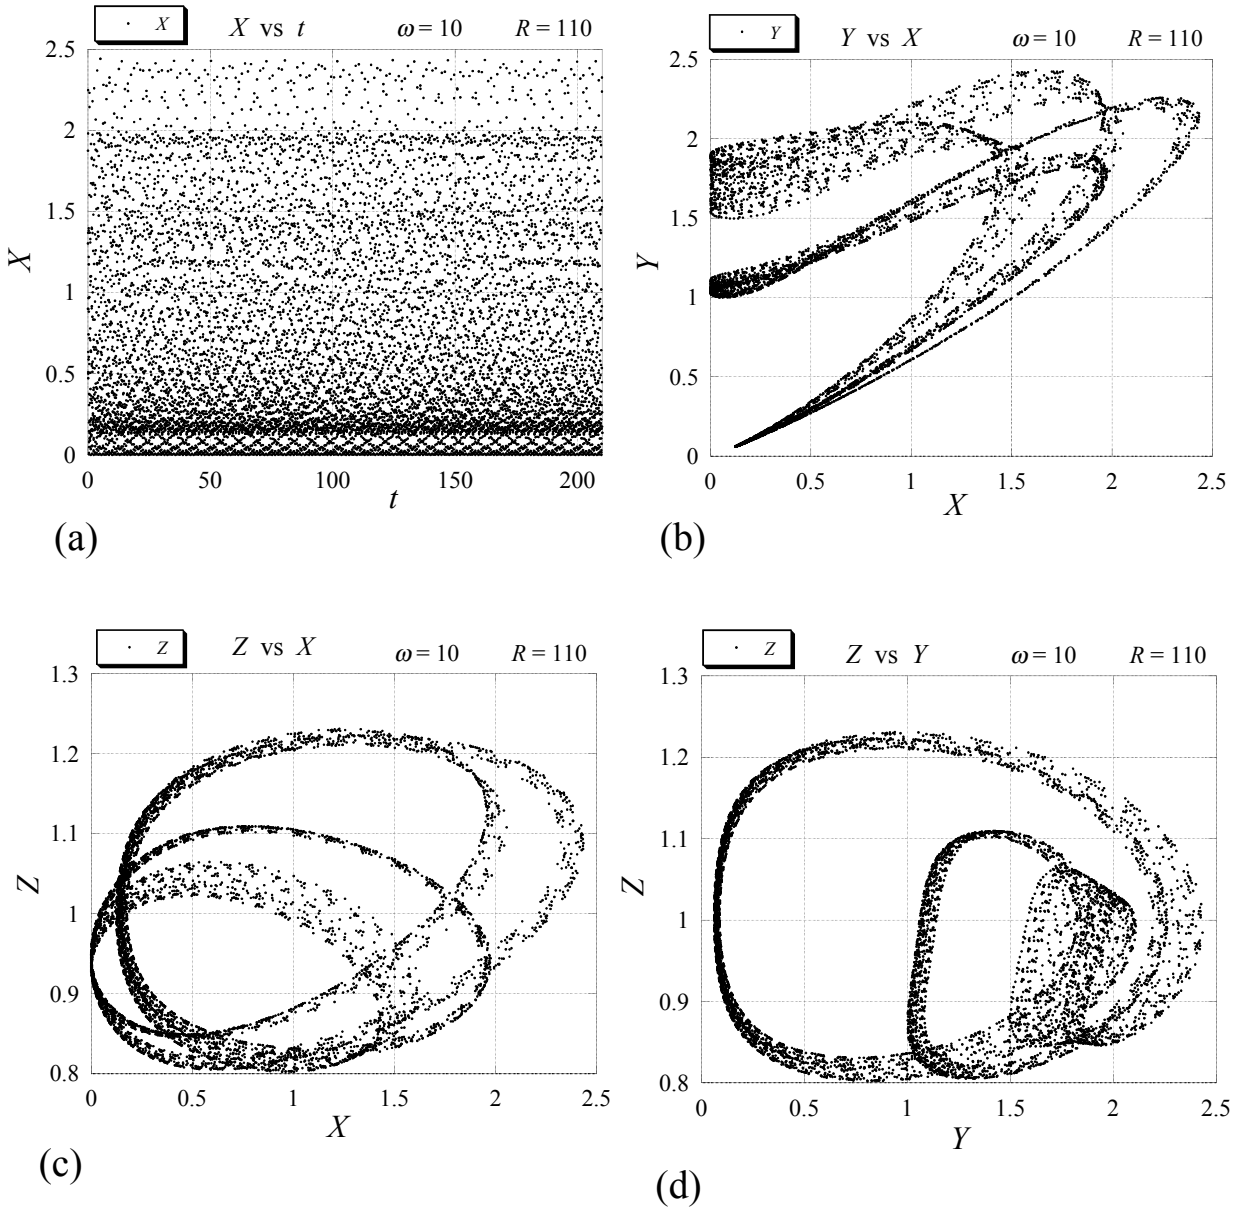 X X vs t ω = 10 R = 110
2.5
2
1.5
1
0.5
0
X
0 50 100 150 200
t
(a)
Y Y vs X ω = 10 R = 110
2.5
2
1.5
1
0.5
0
Y
0 0.5 1 1.5 2 2.5
X
(b)
Z Z vs X ω = 10 R = 110
1.3
1.2
1.1
1
0.9
0.8
Z
0 0.5 1 1.5 2 2.5
X
(c)
Z Z vs Y ω = 10 R = 110
1.3
1.2
1.1
1
0.9
0.8
Z
0 0.5 1 1.5 2 2.5
Y
(d)